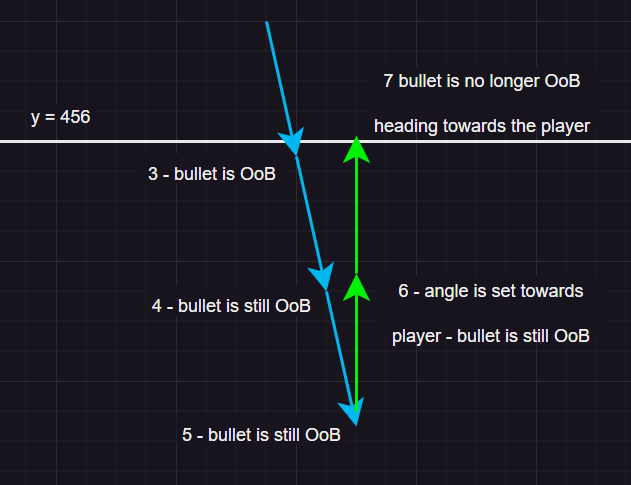 7 bullet is no longer OoB
y = 456
heading towards the player
3 - bullet is OoB
6 - angle is set towards
4 - bullet is still OoB
player - bullet is still OoB
5 - bullet is still OoB